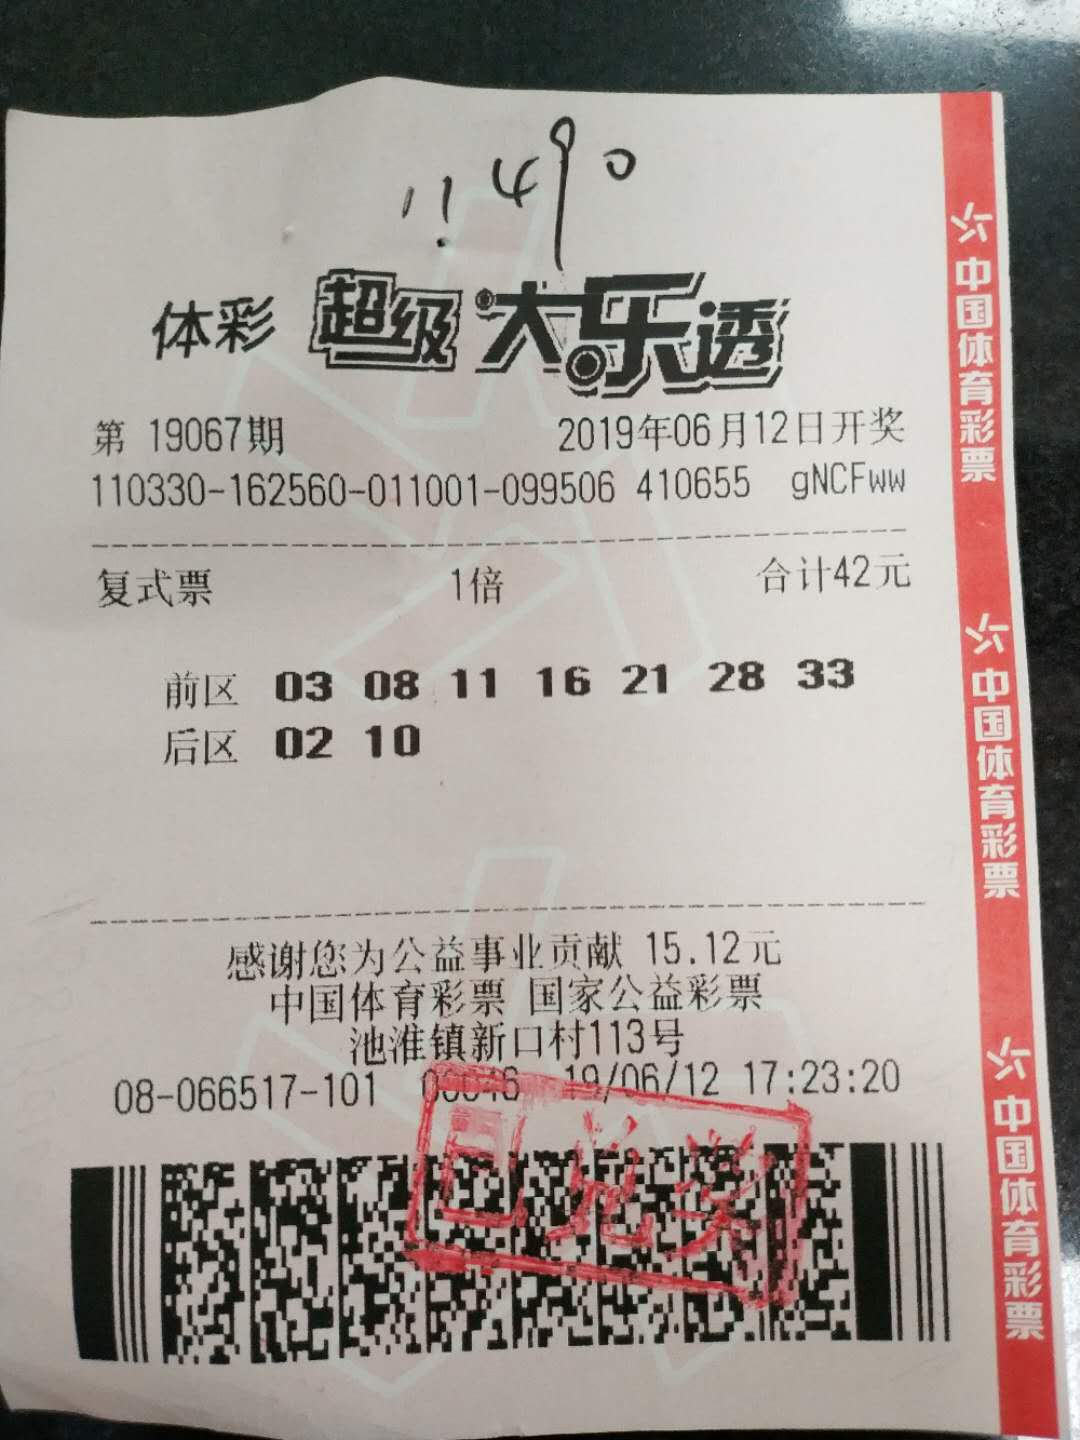 11490
体彩 超级大乐透
第 19067期 2019年06月12日开奖
110330-162560-011001-099506 410655 gNCFww
复式票 1倍 合计42元
前区 03 08 11 16 21 28 33
后区 02 10
感谢您为公益事业贡献 15.12元
中国体育彩票 国家公益彩票
池淮镇新口村113号
08-066517-101 00046 19/06/12 17:23:20
已兑奖
中国体育彩票
中国体育彩票
中国体育彩票